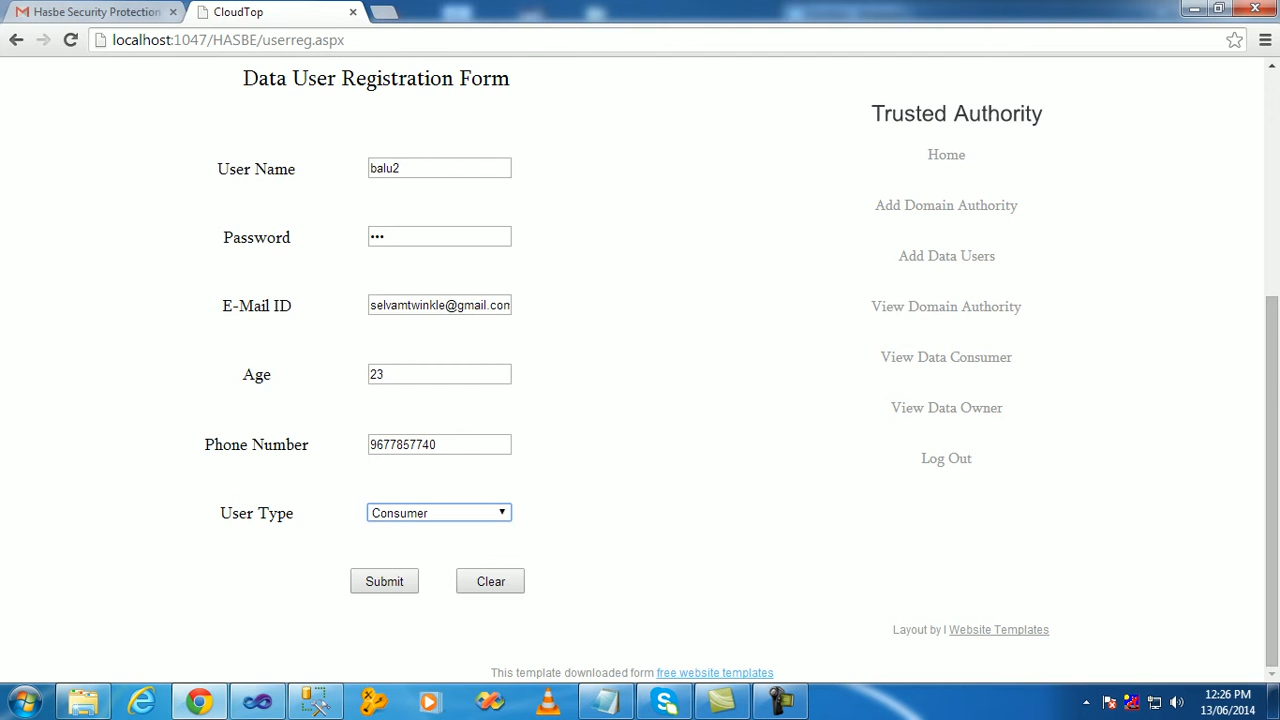 Hasbe Security Protection
CloudTop
localhost:1047/HASBE/userreg.aspx
Data User Registration Form
User Name
balu2
Password
•••
E-Mail ID
selvamtwinkle@gmail.com
Age
23
Phone Number
9677857740
User Type
Consumer
Submit
Clear
Trusted Authority
Home
Add Domain Authority
Add Data Users
View Domain Authority
View Data Consumer
View Data Owner
Log Out
Layout by l Website Templates
This template downloaded form free website templates
12:26 PM
13/06/2014